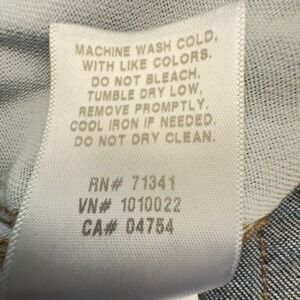 MACHINE WASH COLD,
WITH LIKE COLORS.
DO NOT BLEACH.
TUMBLE DRY LOW,
REMOVE PROMPTLY.
COOL IRON IF NEEDED.
DO NOT DRY CLEAN.
RN# 71341
VN# 1010022
CA# 04754